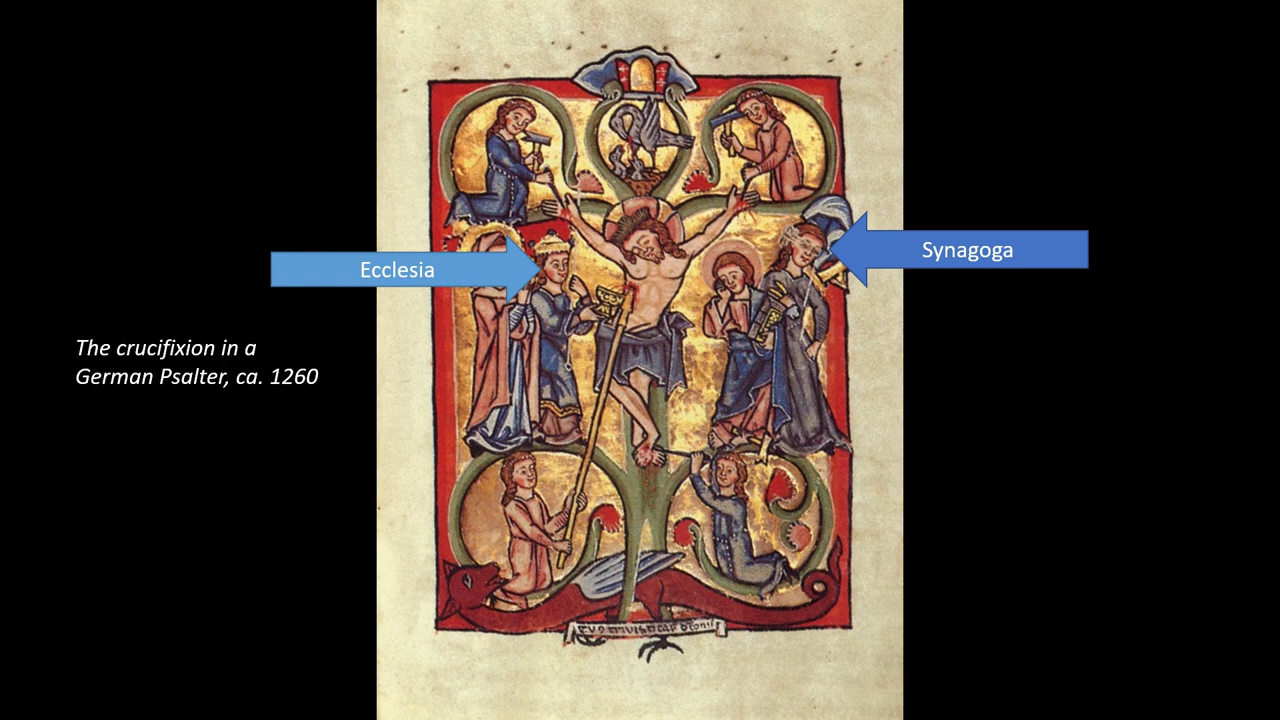 Ecclesia
Synagoga
The crucifixion in a
German Psalter, ca. 1260